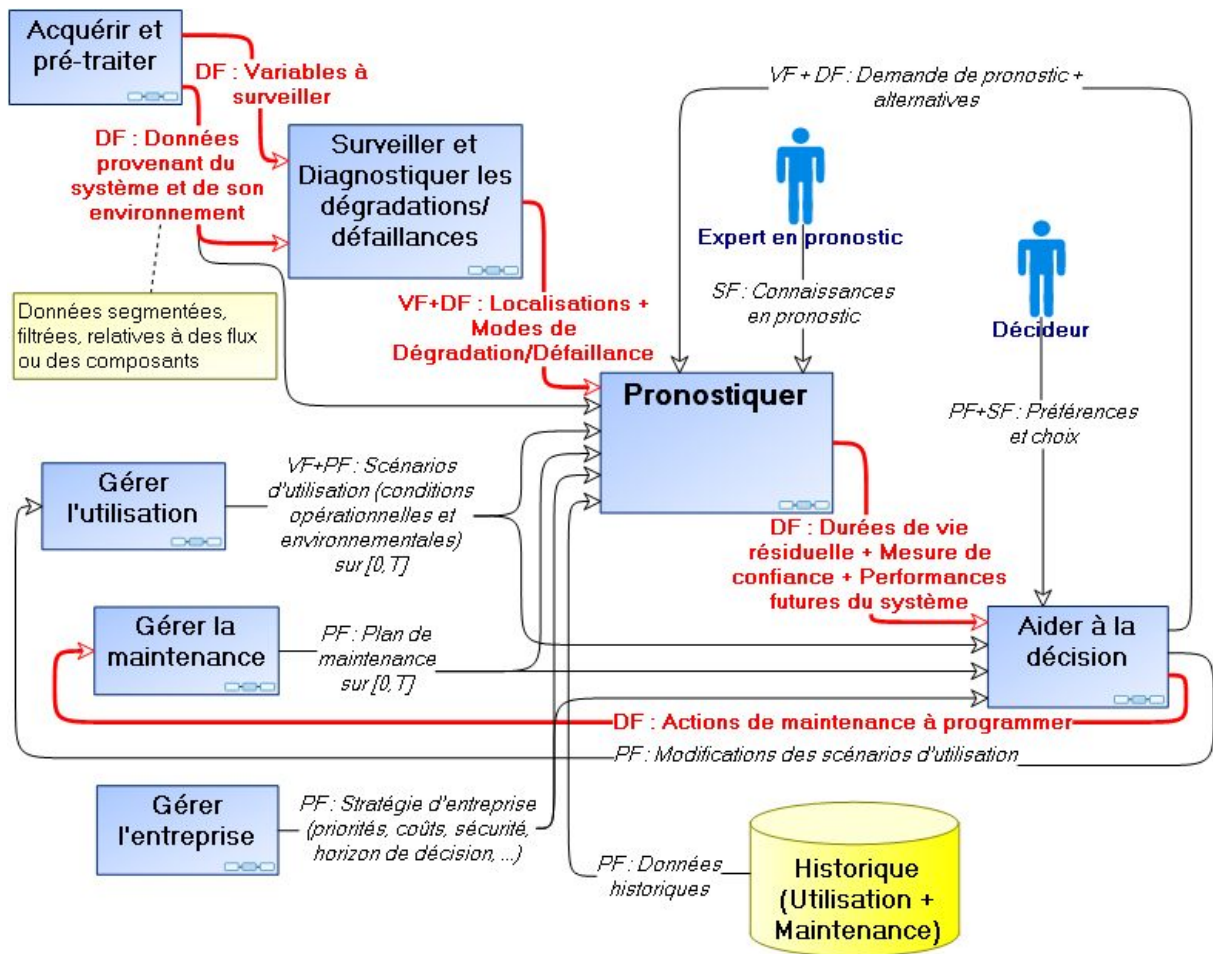 Acquérir et
pré-traiter
DF : Variables à
surveiller
VF + DF : Demande de pronostic +
alternatives
DF : Données
provenant du
système et de son
environnement
Surveiller et
Diagnostiquer les
dégradations/
défaillances
Expert en pronostic
Décideur
Données segmentées,
filtrées, relatives à des flux
ou des composants
VF+DF : Localisations +
Modes de
Dégradation/Défaillance
SF : Connaissances
en pronostic
Pronostiquer
PF+SF : Préférences
et choix
Gérer
l'utilisation
VF+PF : Scénarios
d'utilisation (conditions
opérationnelles et
environnementales)
sur [0,T]
DF : Durées de vie
résiduelle + Mesure de
confiance + Performances
futures du système
Gérer la
maintenance
PF : Plan de
maintenance
sur [0,T]
Aider à la
décision
DF : Actions de maintenance à programmer
PF : Modifications des scénarios d'utilisation
Gérer
l'entreprise
PF : Stratégie d'entreprise
(priorités, coûts, sécurité,
horizon de décision, ...)
PF : Données
historiques
Historique
(Utilisation +
Maintenance)